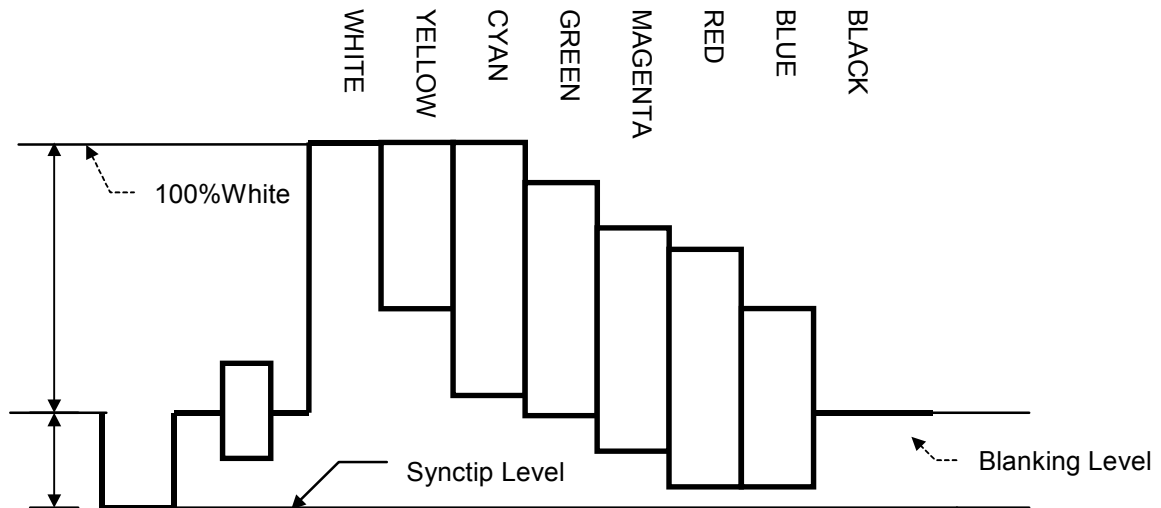 WHITE
YELLOW
CYAN
GREEN
MAGENTA
RED
BLUE
BLACK
100%White
Synctip Level
Blanking Level